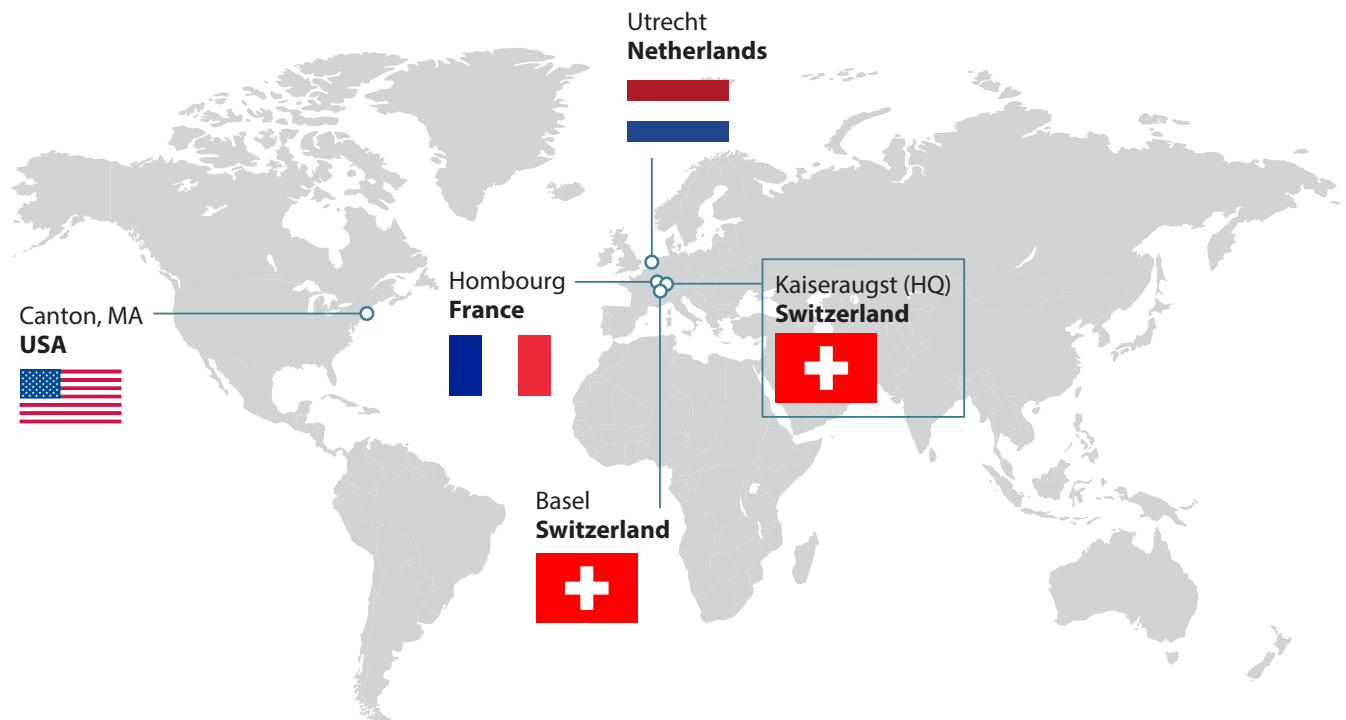 Utrecht
Netherlands
Hombourg
France
Kaiseraugst (HQ)
Switzerland
Canton, MA
USA
Basel
Switzerland